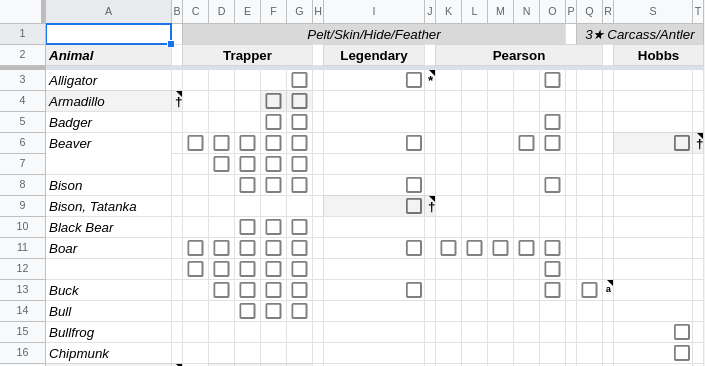 A B C D E F G H I J K L M N O P Q R S T
1 Pelt/Skin/Hide/Feather 3★ Carcass/Antler
2 Animal Trapper Legendary Pearson Hobbs
3 Alligator *
4 Armadillo †
5 Badger
6 Beaver †
7
8 Bison
9 Bison, Tatanka †
10 Black Bear
11 Boar
12
13 Buck a
14 Bull
15 Bullfrog
16 Chipmunk